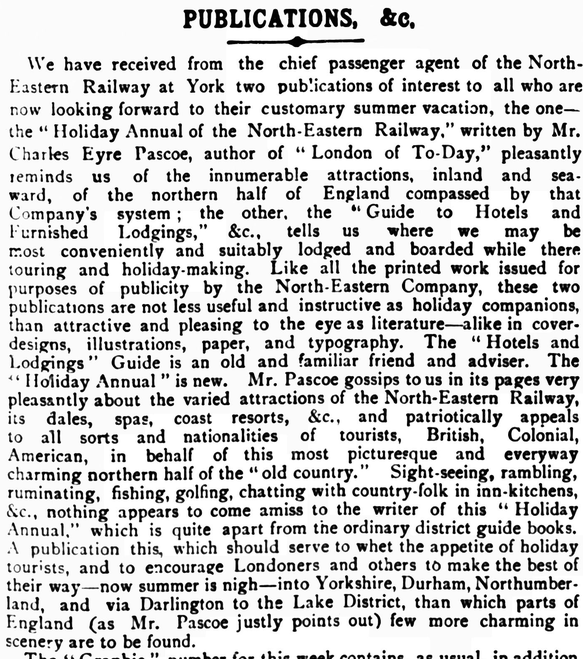 PUBLICATIONS, &c.
We have received from the chief passenger agent of the North-
Eastern Railway at York two publications of interest to all who are
now looking forward to their customary summer vacation, the one—
the "Holiday Annual of the North-Eastern Railway," written by Mr.
Charles Eyre Pascoe, author of "London of To-Day," pleasantly
reminds us of the innumerable attractions, inland and sea-
ward, of the northern half of England compassed by that
Company's system; the other, the "Guide to Hotels and
Furnished Lodgings," &c., tells us where we may be
most conveniently and suitably lodged and boarded while there
touring and holiday-making. Like all the printed work issued for
purposes of publicity by the North-Eastern Company, these two
publications are not less useful and instructive as holiday companions,
than attractive and pleasing to the eye as literature—alike in cover-
designs, illustrations, paper, and typography. The "Hotels and
Lodgings" Guide is an old and familiar friend and adviser. The
"Holiday Annual" is new. Mr. Pascoe gossips to us in its pages very
pleasantly about the varied attractions of the North-Eastern Railway,
its dales, spas, coast resorts, &c., and patriotically appeals
to all sorts and nationalities of tourists, British, Colonial,
American, in behalf of this most picturesque and everyway
charming northern half of the "old country." Sight-seeing, rambling,
ruminating, fishing, golfing, chatting with country-folk in inn-kitchens,
&c., nothing appears to come amiss to the writer of this "Holiday
Annual," which is quite apart from the ordinary district guide books.
A publication this, which should serve to whet the appetite of holiday
tourists, and to encourage Londoners and others to make the best of
their way—now summer is nigh—into Yorkshire, Durham, Northumber-
land, and via Darlington to the Lake District, than which parts of
England (as Mr. Pascoe justly points out) few more charming in
scenery are to be found.
The "Graphic" number for this week contains, as usual, in addition